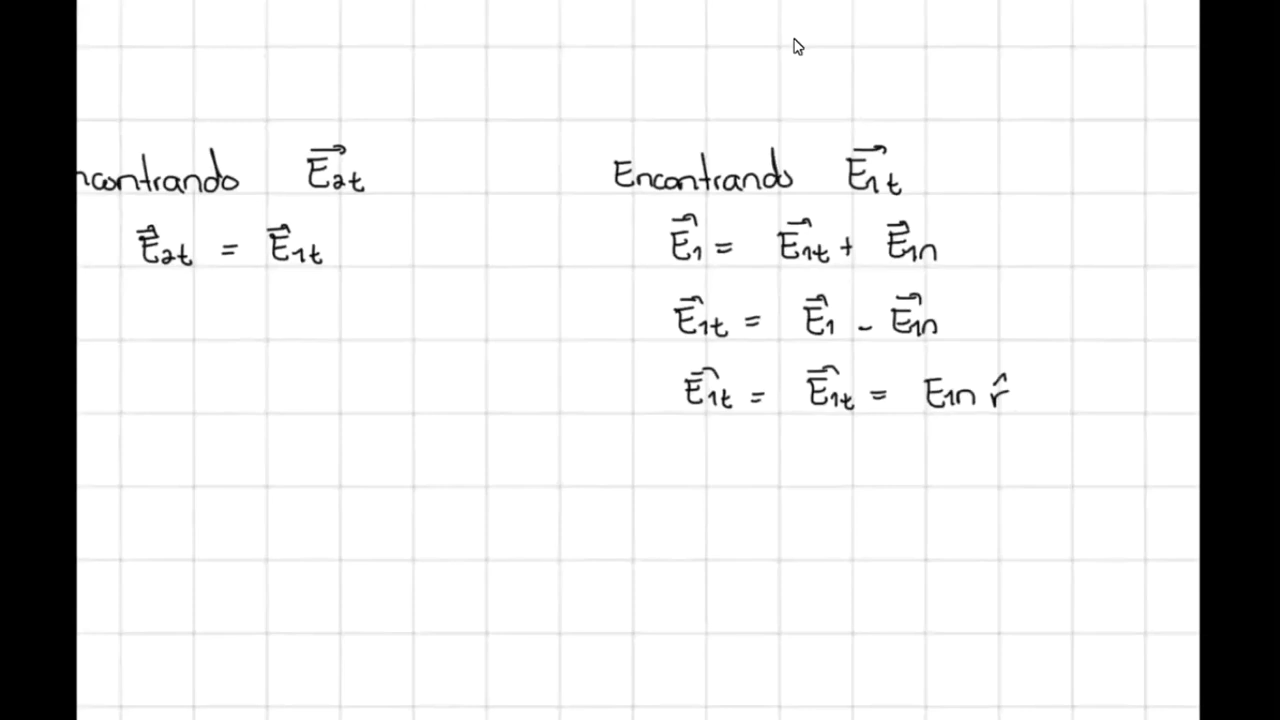 ncontrando E⃗2t
E⃗2t = E⃗1t
Encontrando E⃗1t
E⃗1 = E⃗1t + E⃗1n
E⃗1t = E⃗1 - E⃗1n
E⃗1t = E⃗1t = E1n r̂